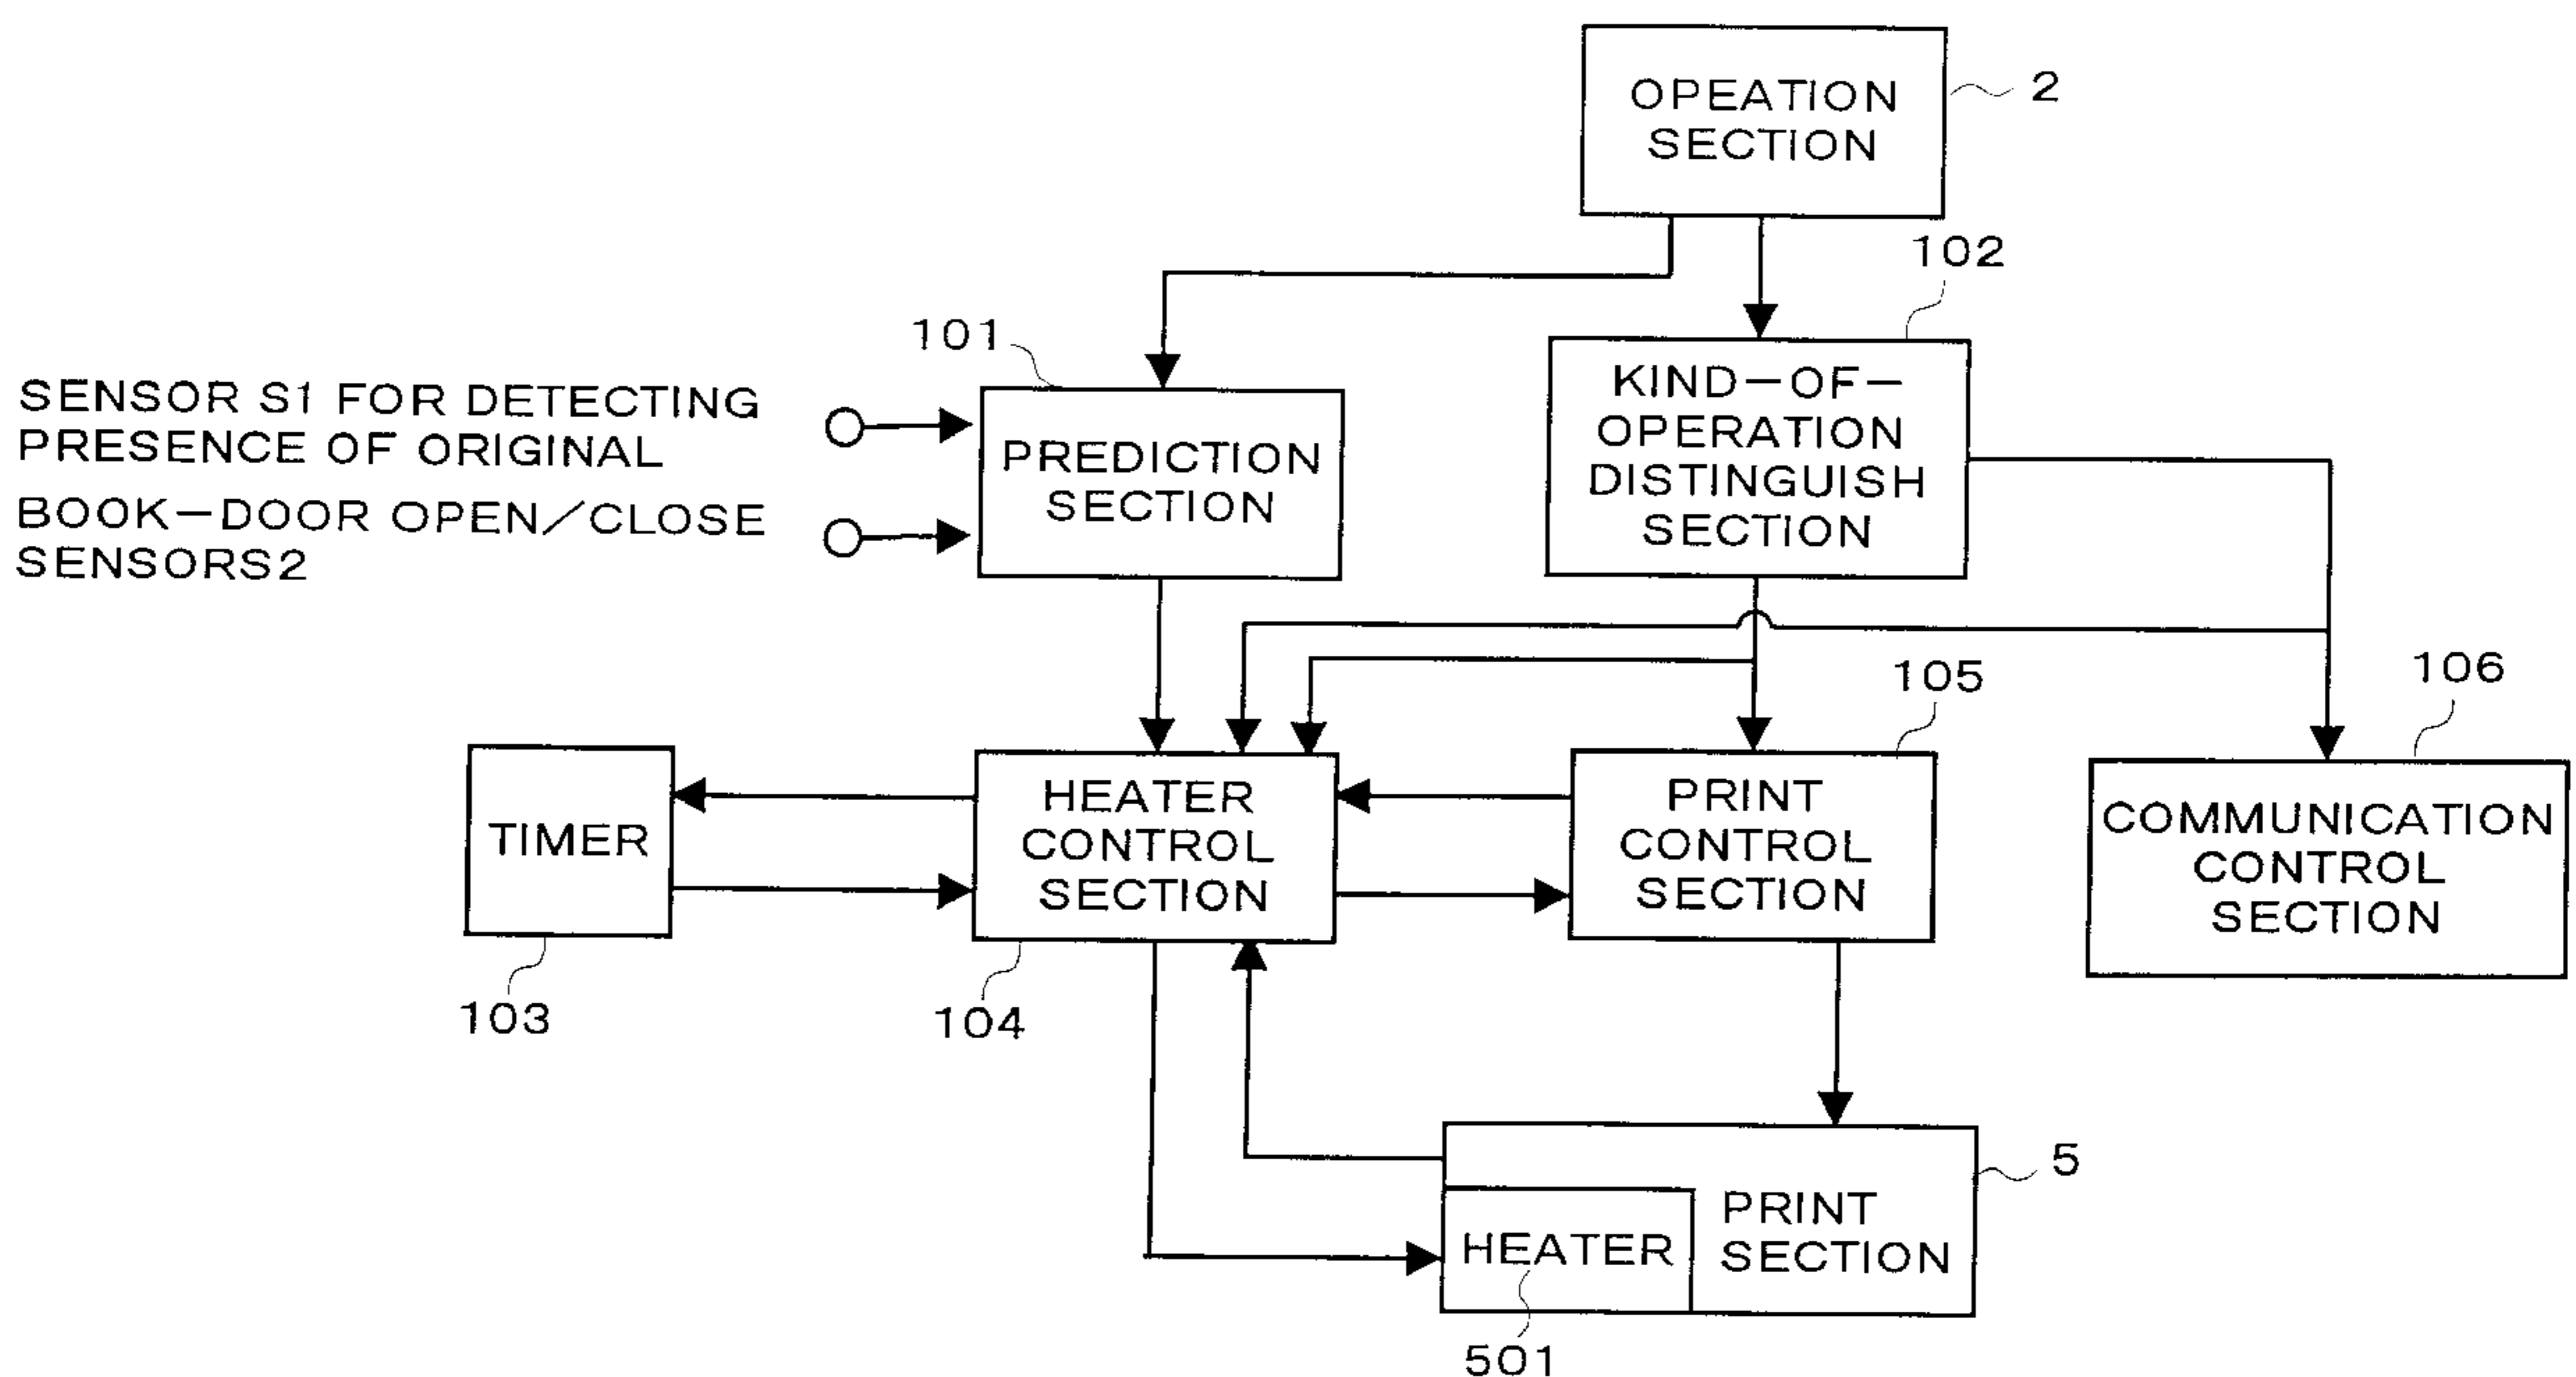 OPEATION
SECTION
2
102
101
SENSOR S1 FOR DETECTING
PRESENCE OF ORIGINAL
BOOK-DOOR OPEN/CLOSE
SENSORS2
PREDICTION
SECTION
KIND-OF-
OPERATION
DISTINGUISH
SECTION
105
106
TIMER
103
HEATER
CONTROL
SECTION
104
PRINT
CONTROL
SECTION
COMMUNICATION
CONTROL
SECTION
5
PRINT
SECTION
HEATER
501